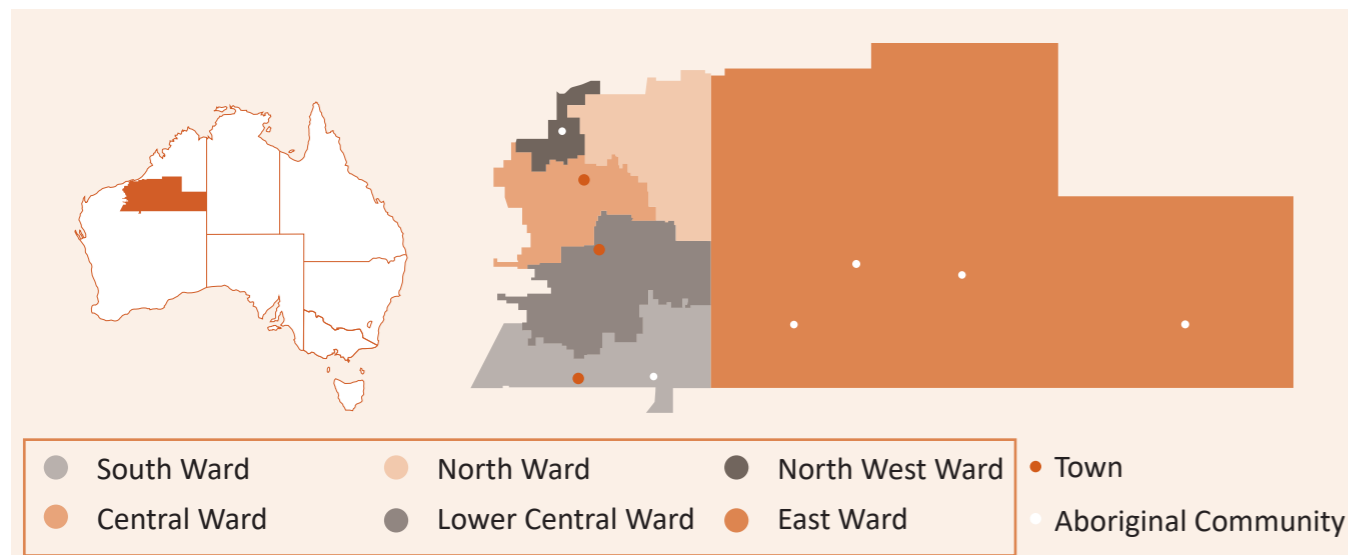 South Ward
North Ward
North West Ward
Town
Central Ward
Lower Central Ward
East Ward
Aboriginal Community